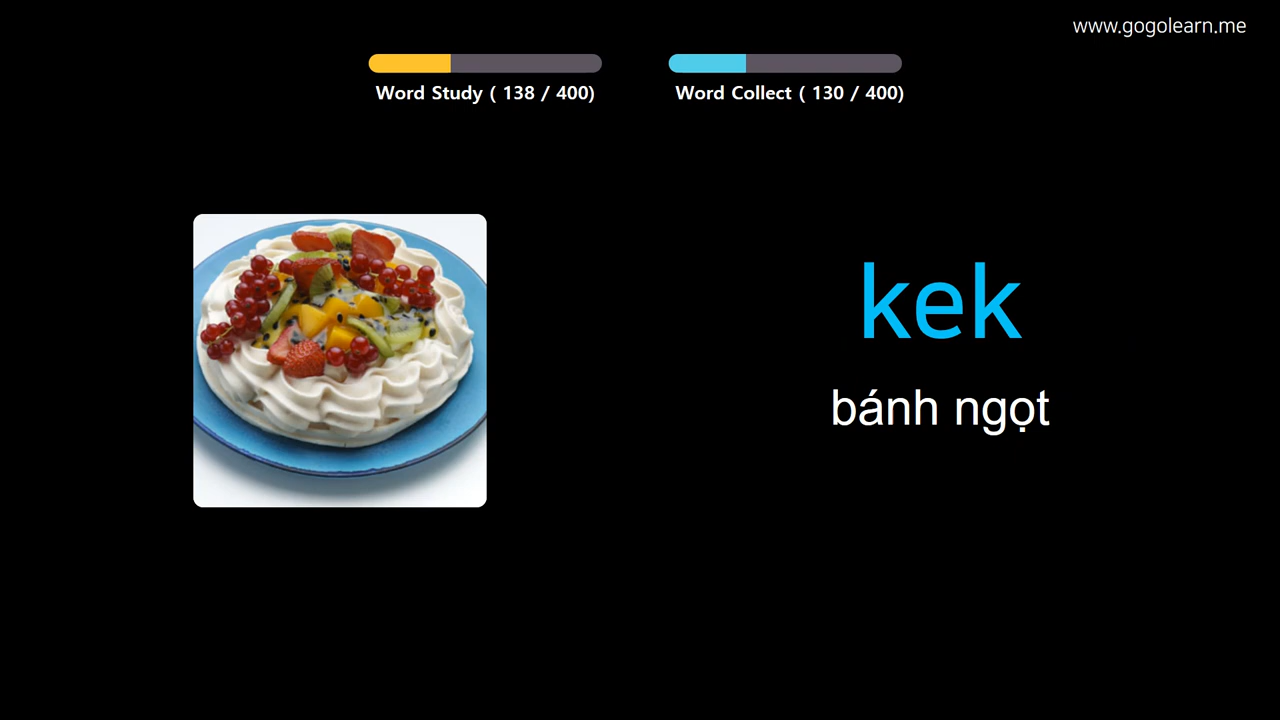 www.gogolearn.me
Word Study ( 138 / 400)
Word Collect ( 130 / 400)
kek
bánh ngọt